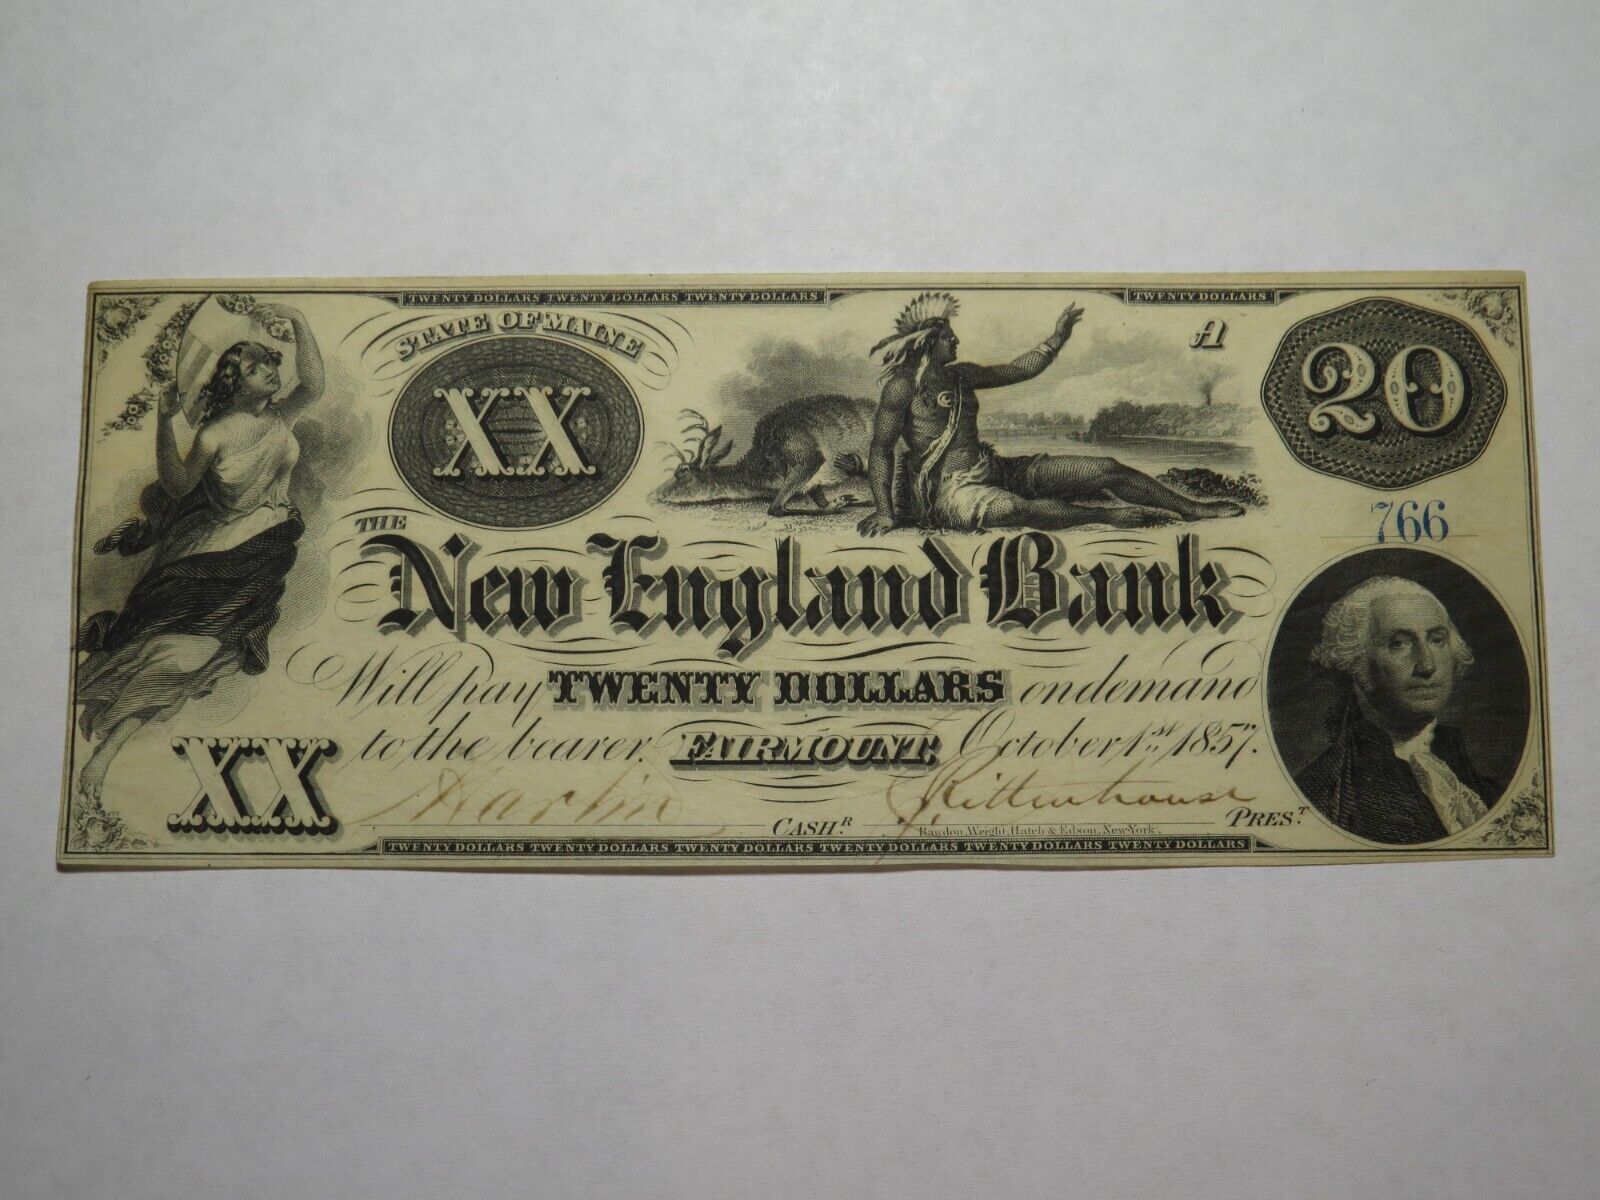 TWENTY DOLLARS TWENTY DOLLARS TWENTY DOLLARS
TWENTY DOLLARS
STATE OF MAINE
A
XX
20
766
THE
New England Bank
Will pay TWENTY DOLLARS on demand
to the bearer. FAIRMOUNT, October 1st 1857.
XX
Martin CASHR. J. Rittenhouse PREST.
Rawdon, Wright, Hatch & Edson, New-York.
TWENTY DOLLARS TWENTY DOLLARS TWENTY DOLLARS TWENTY DOLLARS TWENTY DOLLARS TWENTY DOLLARS